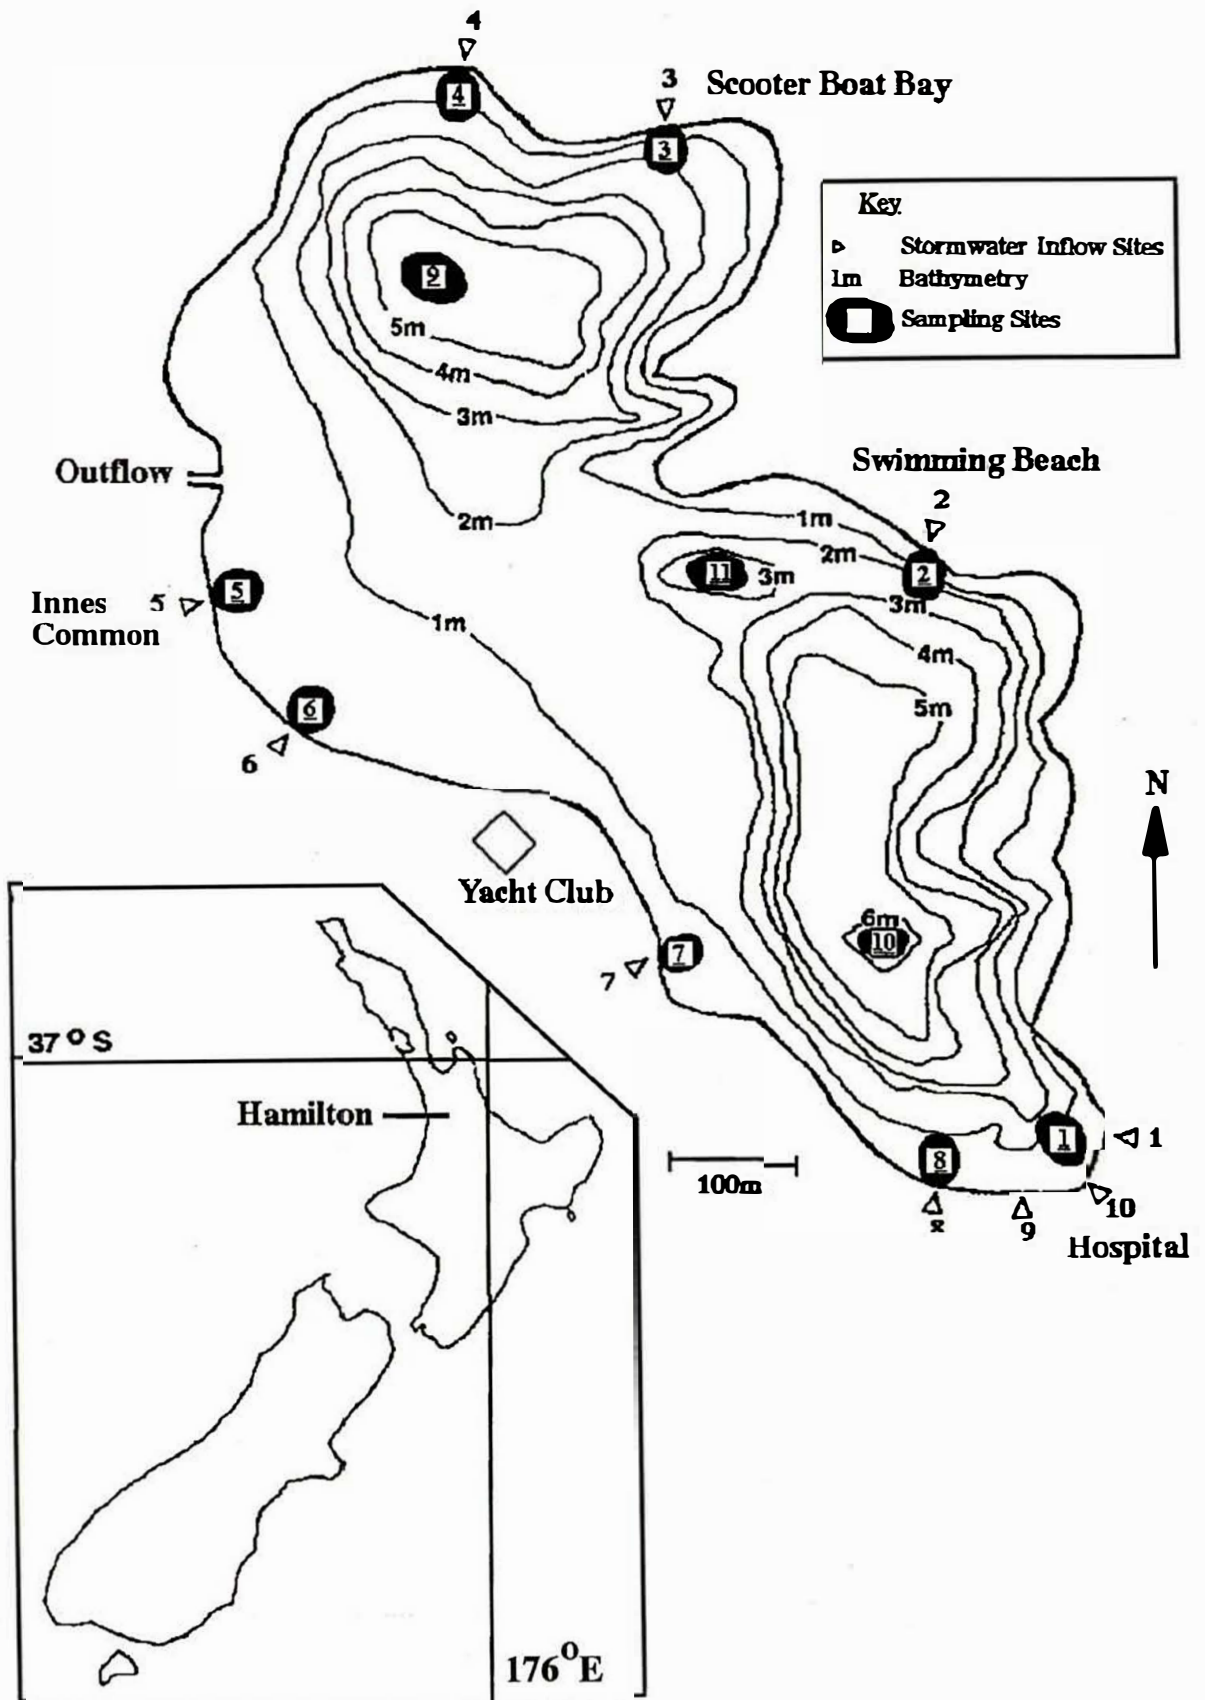 4
4
3
Scooter Boat Bay
3
Key
Stormwater Inflow Sites
1m Bathymetry
Sampling Sites
9
5m
4m
3m
Outflow
Swimming Beach
2
2m
1m
2m
11
3m
2
5
Innes
Common
5
3m
1m
4m
5m
6
6
N
Yacht Club
6m
10
7
7
37° S
Hamilton
1
1
8
100m
8
9
10
Hospital
176°E